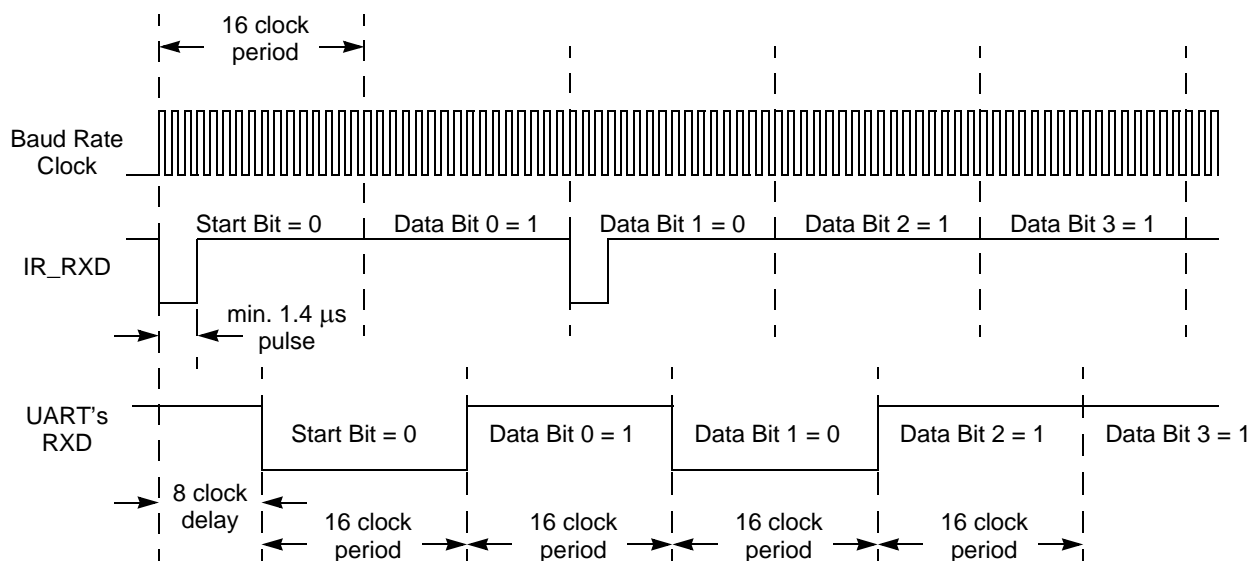 16 clock
period
Baud Rate
Clock
Start Bit = 0
Data Bit 0 = 1
Data Bit 1 = 0
Data Bit 2 = 1
Data Bit 3 = 1
IR_RXD
min. 1.4 μs
pulse
UART's
RXD
Start Bit = 0
Data Bit 0 = 1
Data Bit 1 = 0
Data Bit 2 = 1
Data Bit 3 = 1
8 clock
delay
16 clock
period
16 clock
period
16 clock
period
16 clock
period